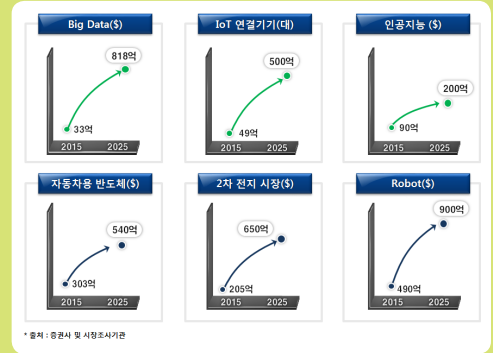 Big Data($)
818억
33억
2015 2025
IoT 연결기기(대)
500억
49억
2015 2025
인공지능 ($)
200억
90억
2015 2025
자동차용 반도체($)
540억
303억
2015 2025
2차 전지 시장($)
650억
205억
2015 2025
Robot($)
900억
490억
2015 2025
* 출처 : 증권사 및 시장조사기관